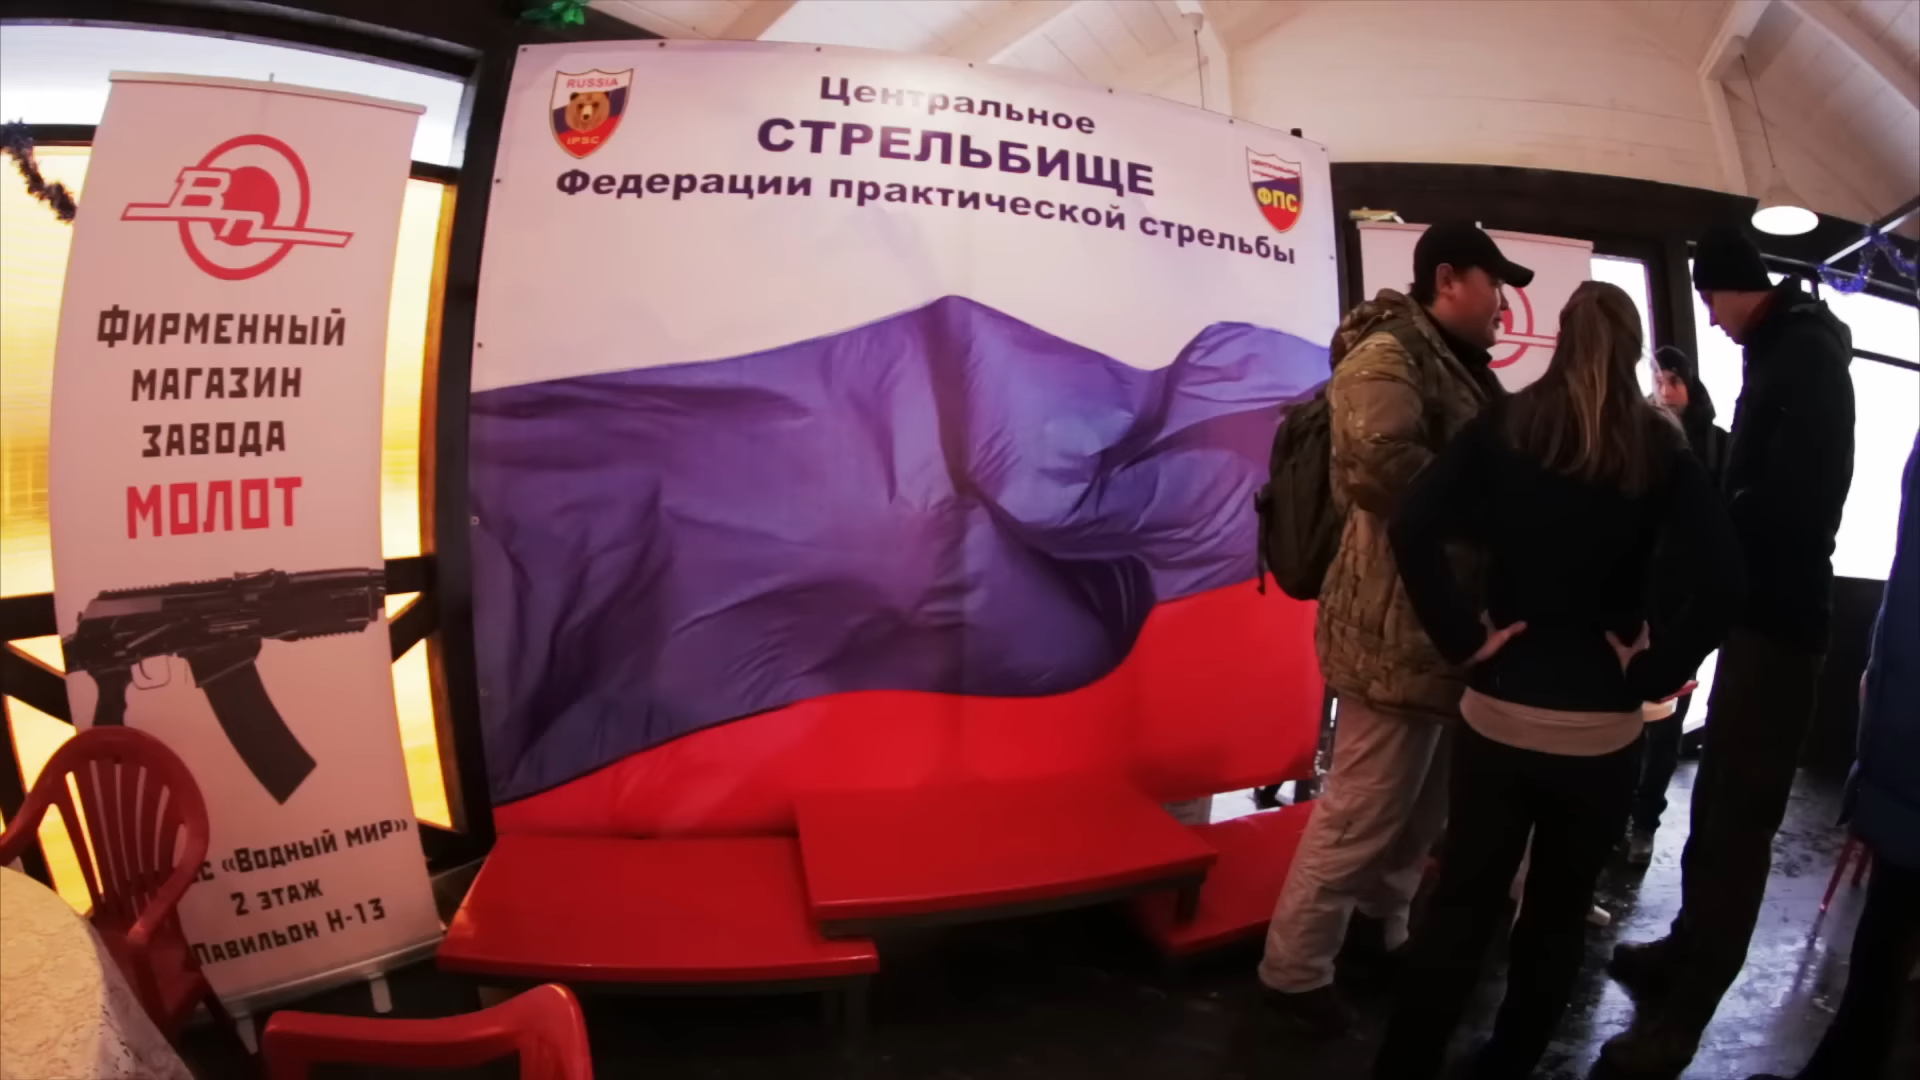 ВП
ФИРМЕННЫЙ
МАГАЗИН
ЗАВОДА
МОЛОТ
«Водный мир»
2 этаж
Павильон Н-13
RUSSIA
IPSC
Центральное
СТРЕЛЬБИЩЕ
Федерации практической стрельбы
ФПС